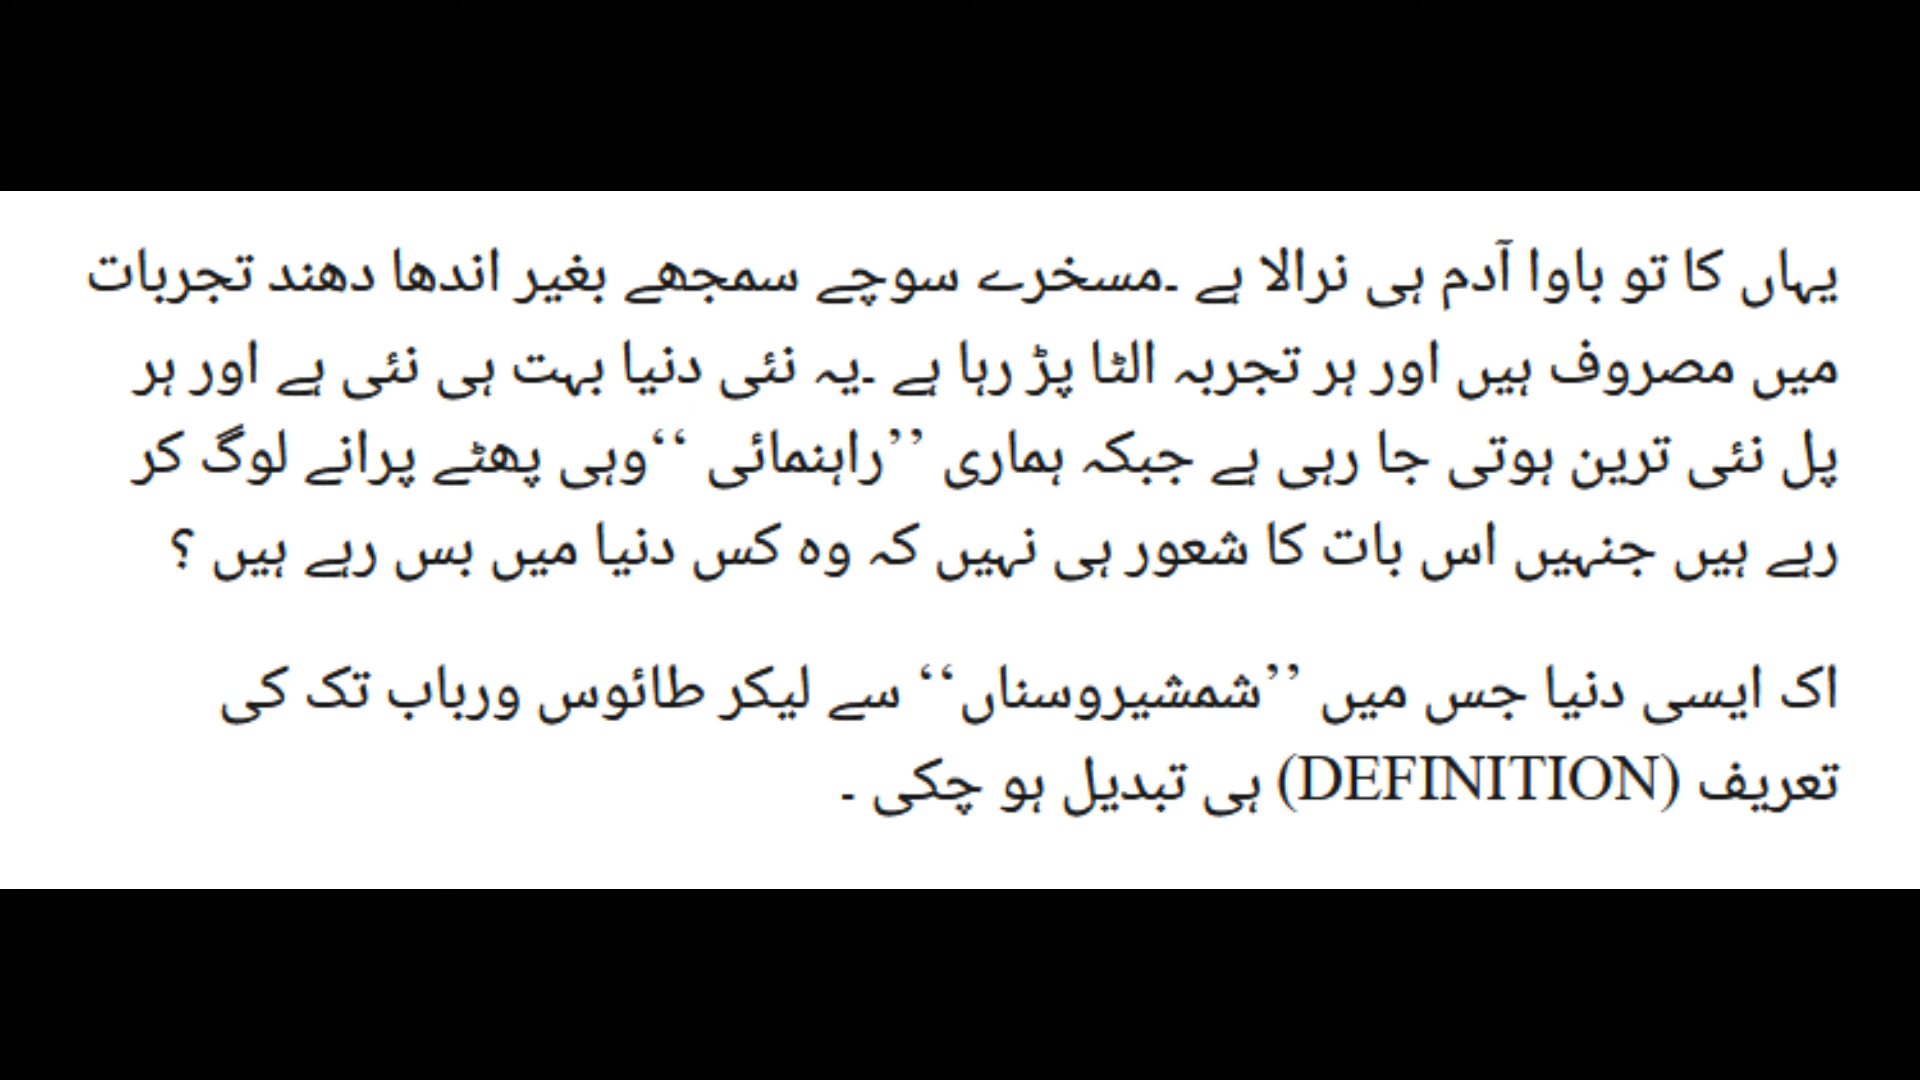 یہاں کا تو باوا آدم ہی نرالا ہے ۔مسخرے سوچے سمجھے بغیر اندھا دھند تجربات
میں مصروف ہیں اور ہر تجربہ الٹا پڑ رہا ہے ۔یہ نئی دنیا بہت ہی نئی ہے اور ہر
پل نئی ترین ہوتی جا رہی ہے جبکہ ہماری ’’راہنمائی ‘‘وہی پھٹے پرانے لوگ کر
رہے ہیں جنہیں اس بات کا شعور ہی نہیں کہ وہ کس دنیا میں بس رہے ہیں ؟
اک ایسی دنیا جس میں ’’شمشیروسناں‘‘ سے لیکر طائوس ورباب تک کی
تعریف (DEFINITION) ہی تبدیل ہو چکی ۔